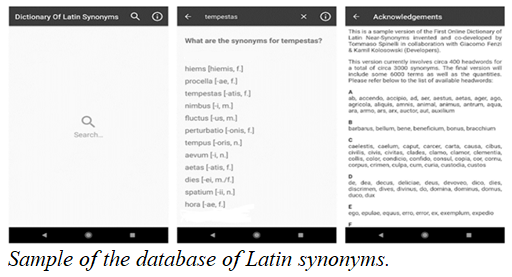 Dictionary Of Latin Synonyms
Search...
tempestas
What are the synonyms for tempestas?
hiems [hiemis, f.]
procella [-ae, f.]
tempestas [-atis, f.]
nimbus [-i, m.]
fluctus [-us, m.]
perturbatio [-onis, f.]
tempus [-oris, n.]
aevum [-i, n.]
aetas [-atis, f.]
dies [-ei, m./f.]
spatium [-ii, n.]
hora [-ae, f.]
Acknowledgements
This is a sample version of the First Online Dictionary of
Latin Near-Synonyms invented and co-developed by
Tommaso Spinelli in collaboration with Giacomo Fenzi
& Kamil Kolosowski (Developers).
This version currently involves circa 400 headwords for
a total of circa 3000 synonyms. The final version will
include some 6000 terms as well as the quantities.
Please refer below to the list of available headwords:
A
ab, accendo, accipio, ad, aer, aestus, aetas, ager, ago,
agricola, aliquis, amnis, animal, animus, antrum, aqua,
ars, armo, ars, sex, auctor, aut, auxilium
B
barbarus, bellum, bene, beneficium, bonus, bracchium
C
caelestis, caelum, caput, carcer, carta, causa, cibus,
civilis, civis, civitas, clades, clamo, clamor, clementia,
collis, color, condicio, confido, consul, copia, cor, cornu,
corpus, crimen, culpa, cum, curia, custodia, custos
D
de, dea, decus, deliciae, deus, devoveo, dico, dies,
discrimen, dives, divinus, do, domina, dominus, domus,
duco, dux
E
ego, epulae, equus, erro, error, ex, exemplum, expedio
F
Sample of the database of Latin synonyms.